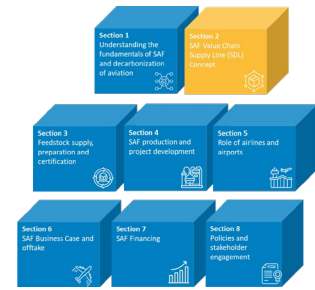 Section 1
Understanding the
fundamentals of SAF
and decarbonization
of aviation
Section 2
SAF Value Chain
Supply Line (SDL)
Concept
Section 3
Feedstock supply,
preparation and
certification
Section 4
SAF production and
project development
Section 5
Role of airlines and
airports
Section 6
SAF Business Case and
offtake
Section 7
SAF Financing
Section 8
Policies and
stakeholder
engagement